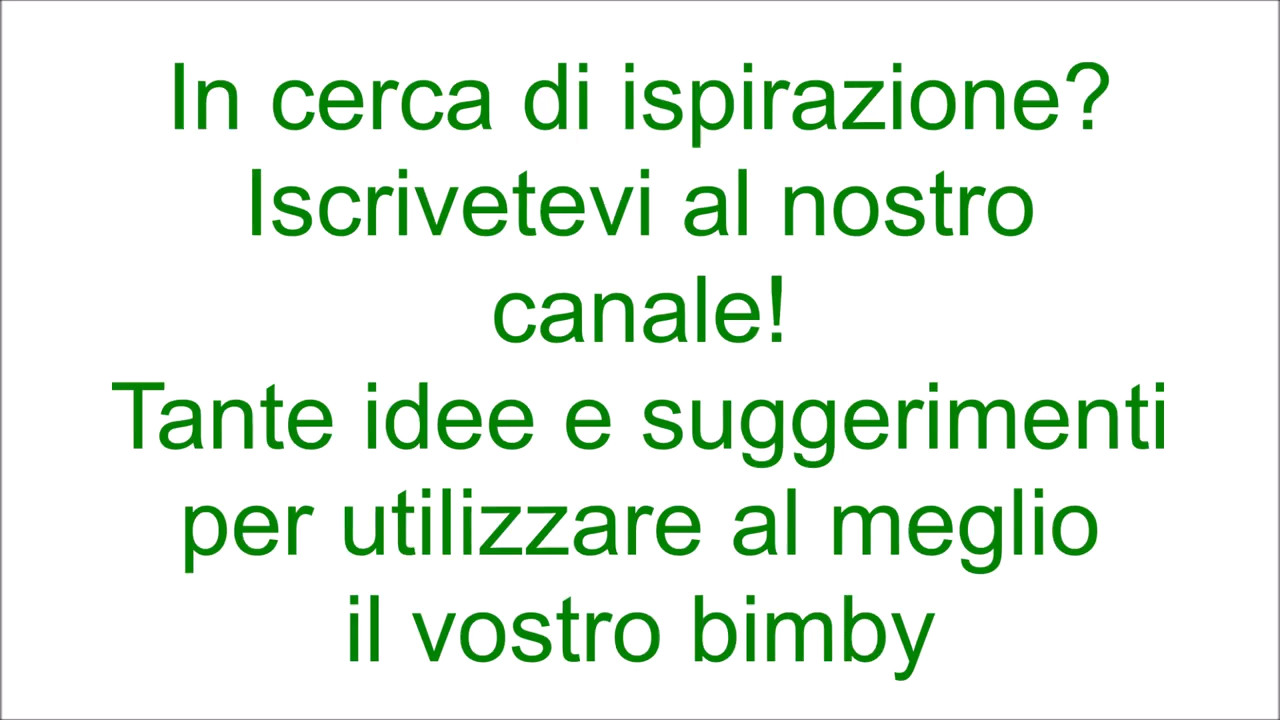 In cerca di ispirazione?
Iscrivetevi al nostro
canale!
Tante idee e suggerimenti
per utilizzare al meglio
il vostro bimby